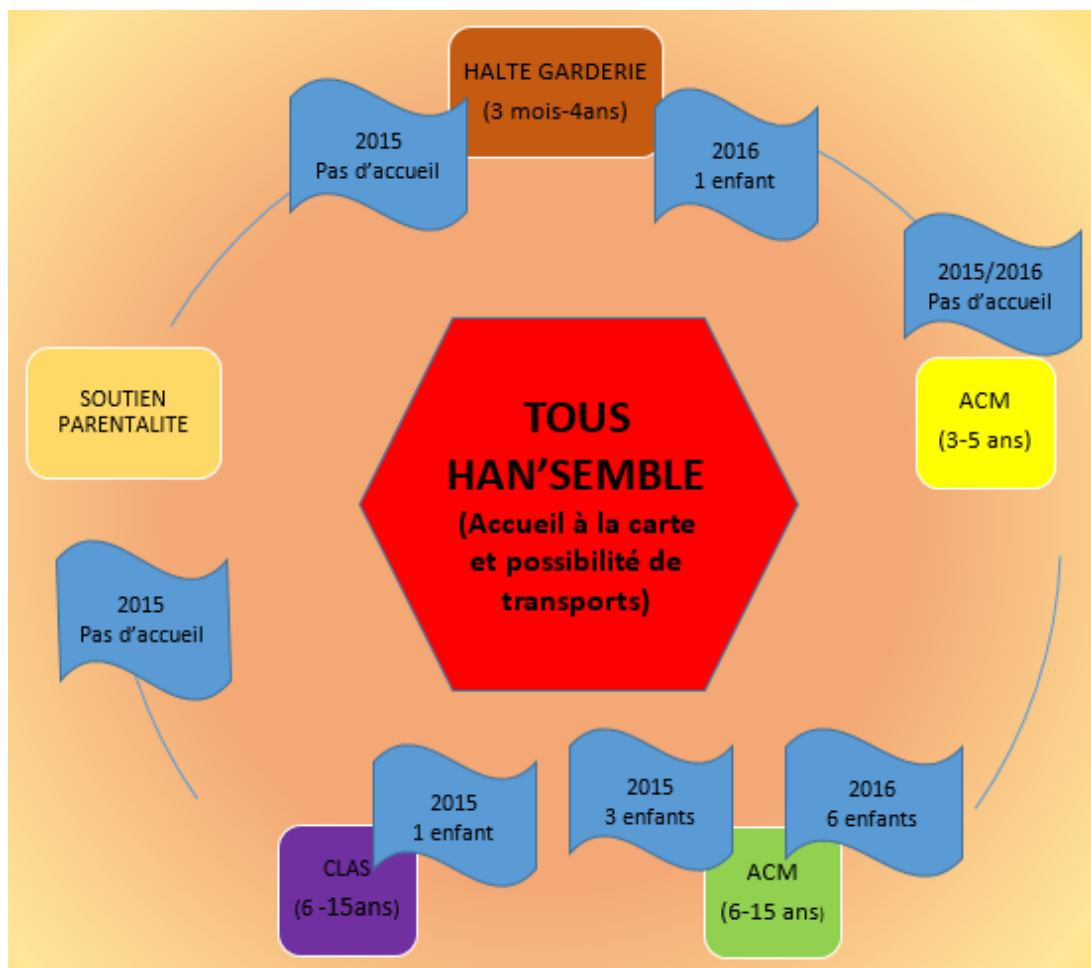 HALTE GARDERIE
(3 mois-4ans)
2015
Pas d’accueil
2016
1 enfant
2015/2016
Pas d’accueil
ACM
(3-5 ans)
SOUTIEN
PARENTALITE
TOUS
HAN’SEMBLE
(Accueil à la carte
et possibilité de
transports)
2015
Pas d’accueil
2015
1 enfant
CLAS
(6 -15ans)
2015
3 enfants
2016
6 enfants
ACM
(6-15 ans)